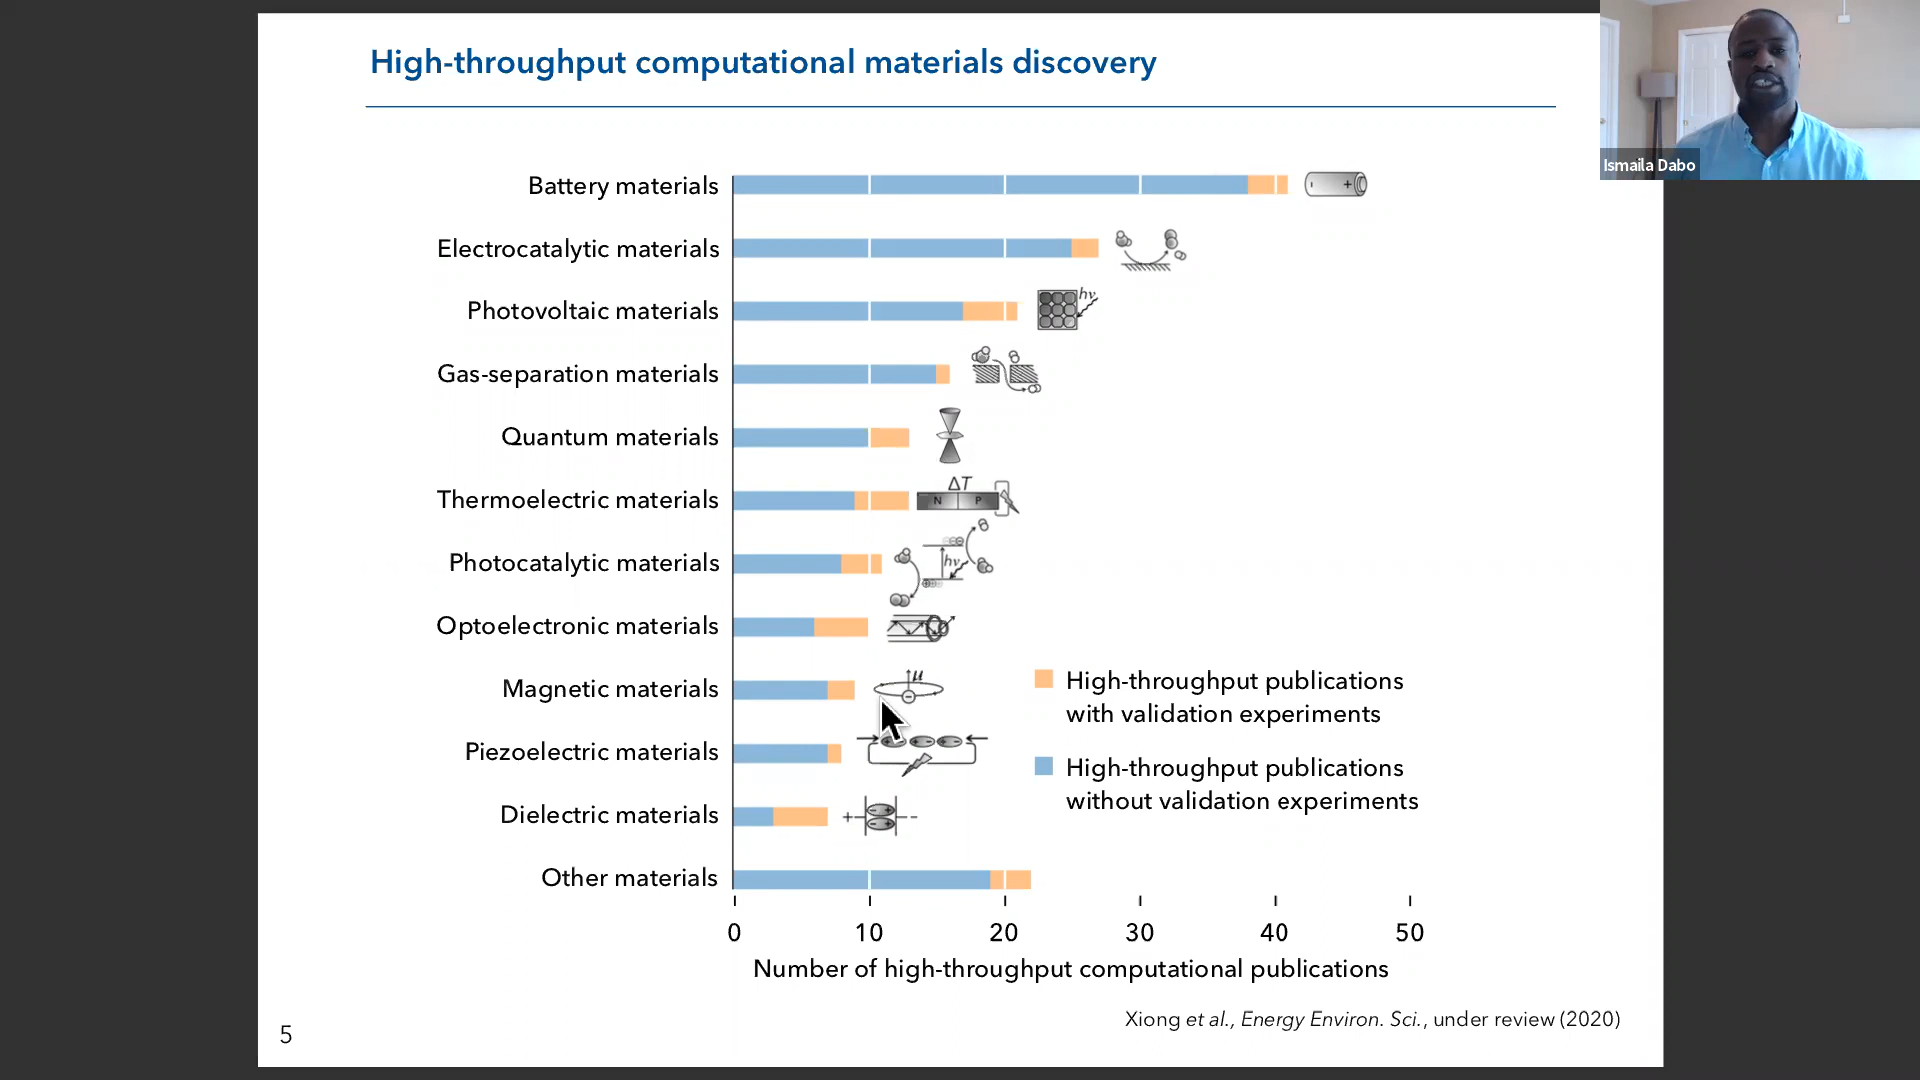 High-throughput computational materials discovery
Ismaila Dabo
Battery materials
- +
Electrocatalytic materials
Photovoltaic materials
hν
Gas-separation materials
Quantum materials
Thermoelectric materials
ΔT
N P
Photocatalytic materials
hν
Optoelectronic materials
Magnetic materials
μ
Piezoelectric materials
Dielectric materials
Other materials
High-throughput publications
with validation experiments
High-throughput publications
without validation experiments
0 10 20 30 40 50
Number of high-throughput computational publications
Xiong et al., Energy Environ. Sci., under review (2020)
5